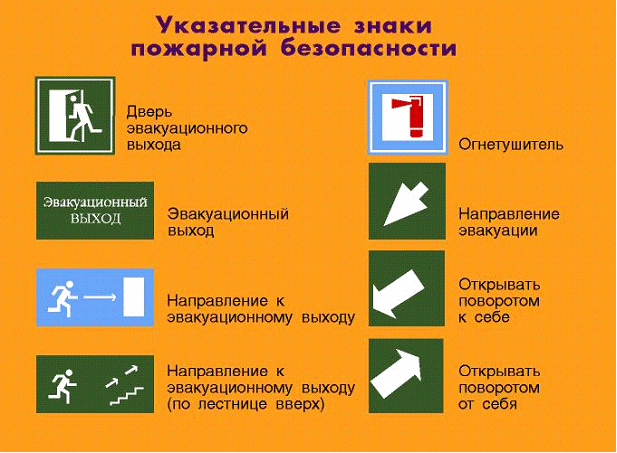 Указательные знаки
пожарной безопасности
Дверь
эвакуационного
выхода
Огнетушитель
Эвакуационный
ВЫХОД
Эвакуационный
выход
Направление
эвакуации
Направление к
эвакуационному выходу
Открывать
поворотом
к себе
Направление к
эвакуационному выходу
(по лестнице вверх)
Открывать
поворотом
от себя